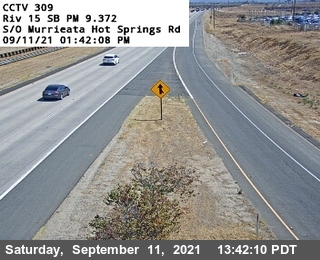 CCTV 309
Riv 15 SB PM 9.372
S/O Murrieata Hot Springs Rd
09/11/21 01:42:08 PM
Saturday, September 11, 2021 13:42:10 PDT